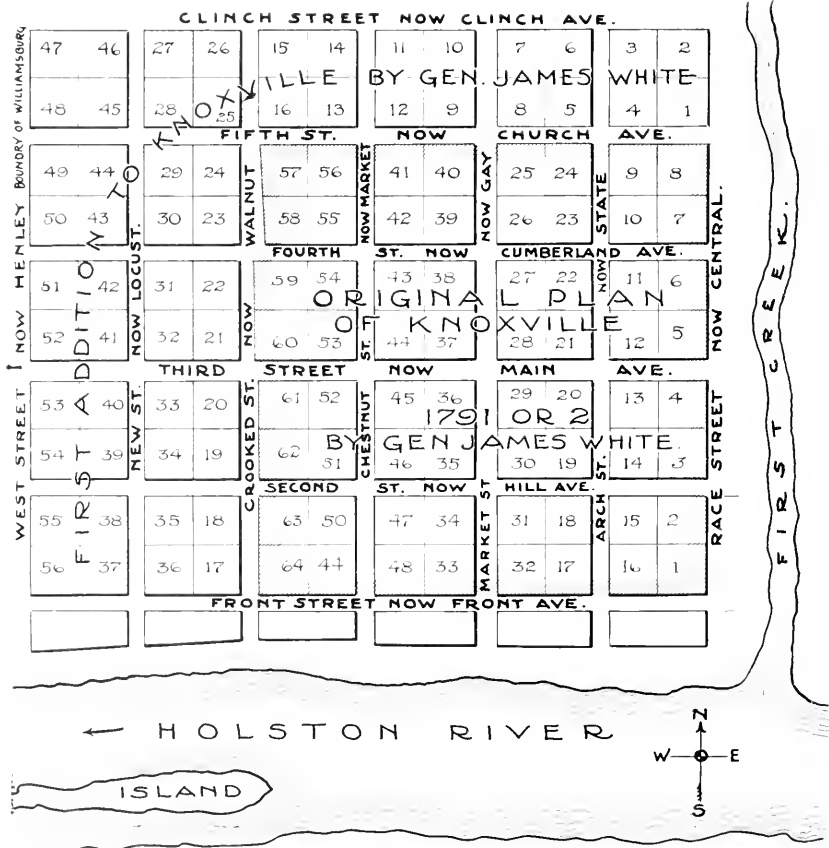 CLINCH STREET NOW CLINCH AVE.
47 46 27 26 15 14 11 10 7 6 3 2
FIRST ADDITION TO KNOXVILLE BY GEN. JAMES WHITE
48 45 28 25 16 13 12 9 8 5 4 1
FIFTH ST. NOW CHURCH AVE.
49 44 29 24 57 56 41 40 25 24 9 8
50 43 30 23 58 55 42 39 26 23 10 7
FOURTH ST. NOW CUMBERLAND AVE.
51 42 31 22 59 54 43 38 27 22 11 6
ORIGINAL PLAN
OF KNOXVILLE
52 41 32 21 60 53 44 37 28 21 12 5
THIRD STREET NOW MAIN AVE.
53 40 33 20 61 52 45 36 29 20 13 4
1791 OR 2
BY GEN JAMES WHITE.
54 39 34 19 62 51 46 35 30 19 14 3
SECOND ST. NOW HILL AVE.
55 38 35 18 63 50 47 34 31 18 15 2
56 37 36 17 64 44 48 33 32 17 16 1
FRONT STREET NOW FRONT AVE.
WEST STREET NOW HENLEY BOUNDRY OF WILLIAMSBURG
NEW ST. NOW LOCUST.
CROOKED ST. NOW WALNUT
CHESTNUT ST. NOW MARKET
MARKET ST NOW GAY
ARCH ST. NOW STATE
RACE STREET NOW CENTRAL.
FIRST CREEK.
← HOLSTON RIVER
ISLAND
N
W E
S